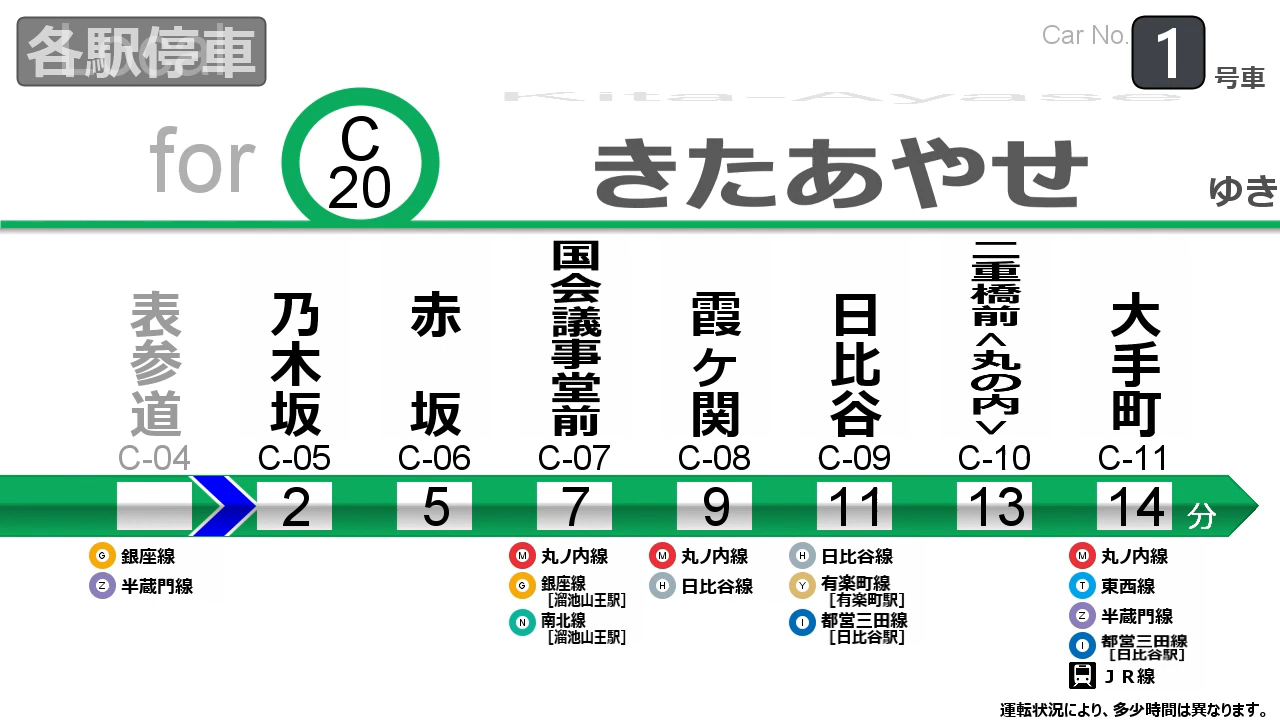 各駅停車
Car No. 1 号車
Kita-Ayase
for C 20 きたあやせ ゆき
表参道 乃木坂 赤坂 国会議事堂前 霞ケ関 日比谷 二重橋前<丸の内> 大手町
C-04 C-05 C-06 C-07 C-08 C-09 C-10 C-11
2 5 7 9 11 13 14 分
G 銀座線
Z 半蔵門線
M 丸ノ内線
G 銀座線
[溜池山王駅]
N 南北線
[溜池山王駅]
M 丸ノ内線
H 日比谷線
H 日比谷線
Y 有楽町線
[有楽町駅]
I 都営三田線
[日比谷駅]
M 丸ノ内線
T 東西線
Z 半蔵門線
I 都営三田線
[日比谷駅]
JR線
運転状況により、多少時間は異なります。